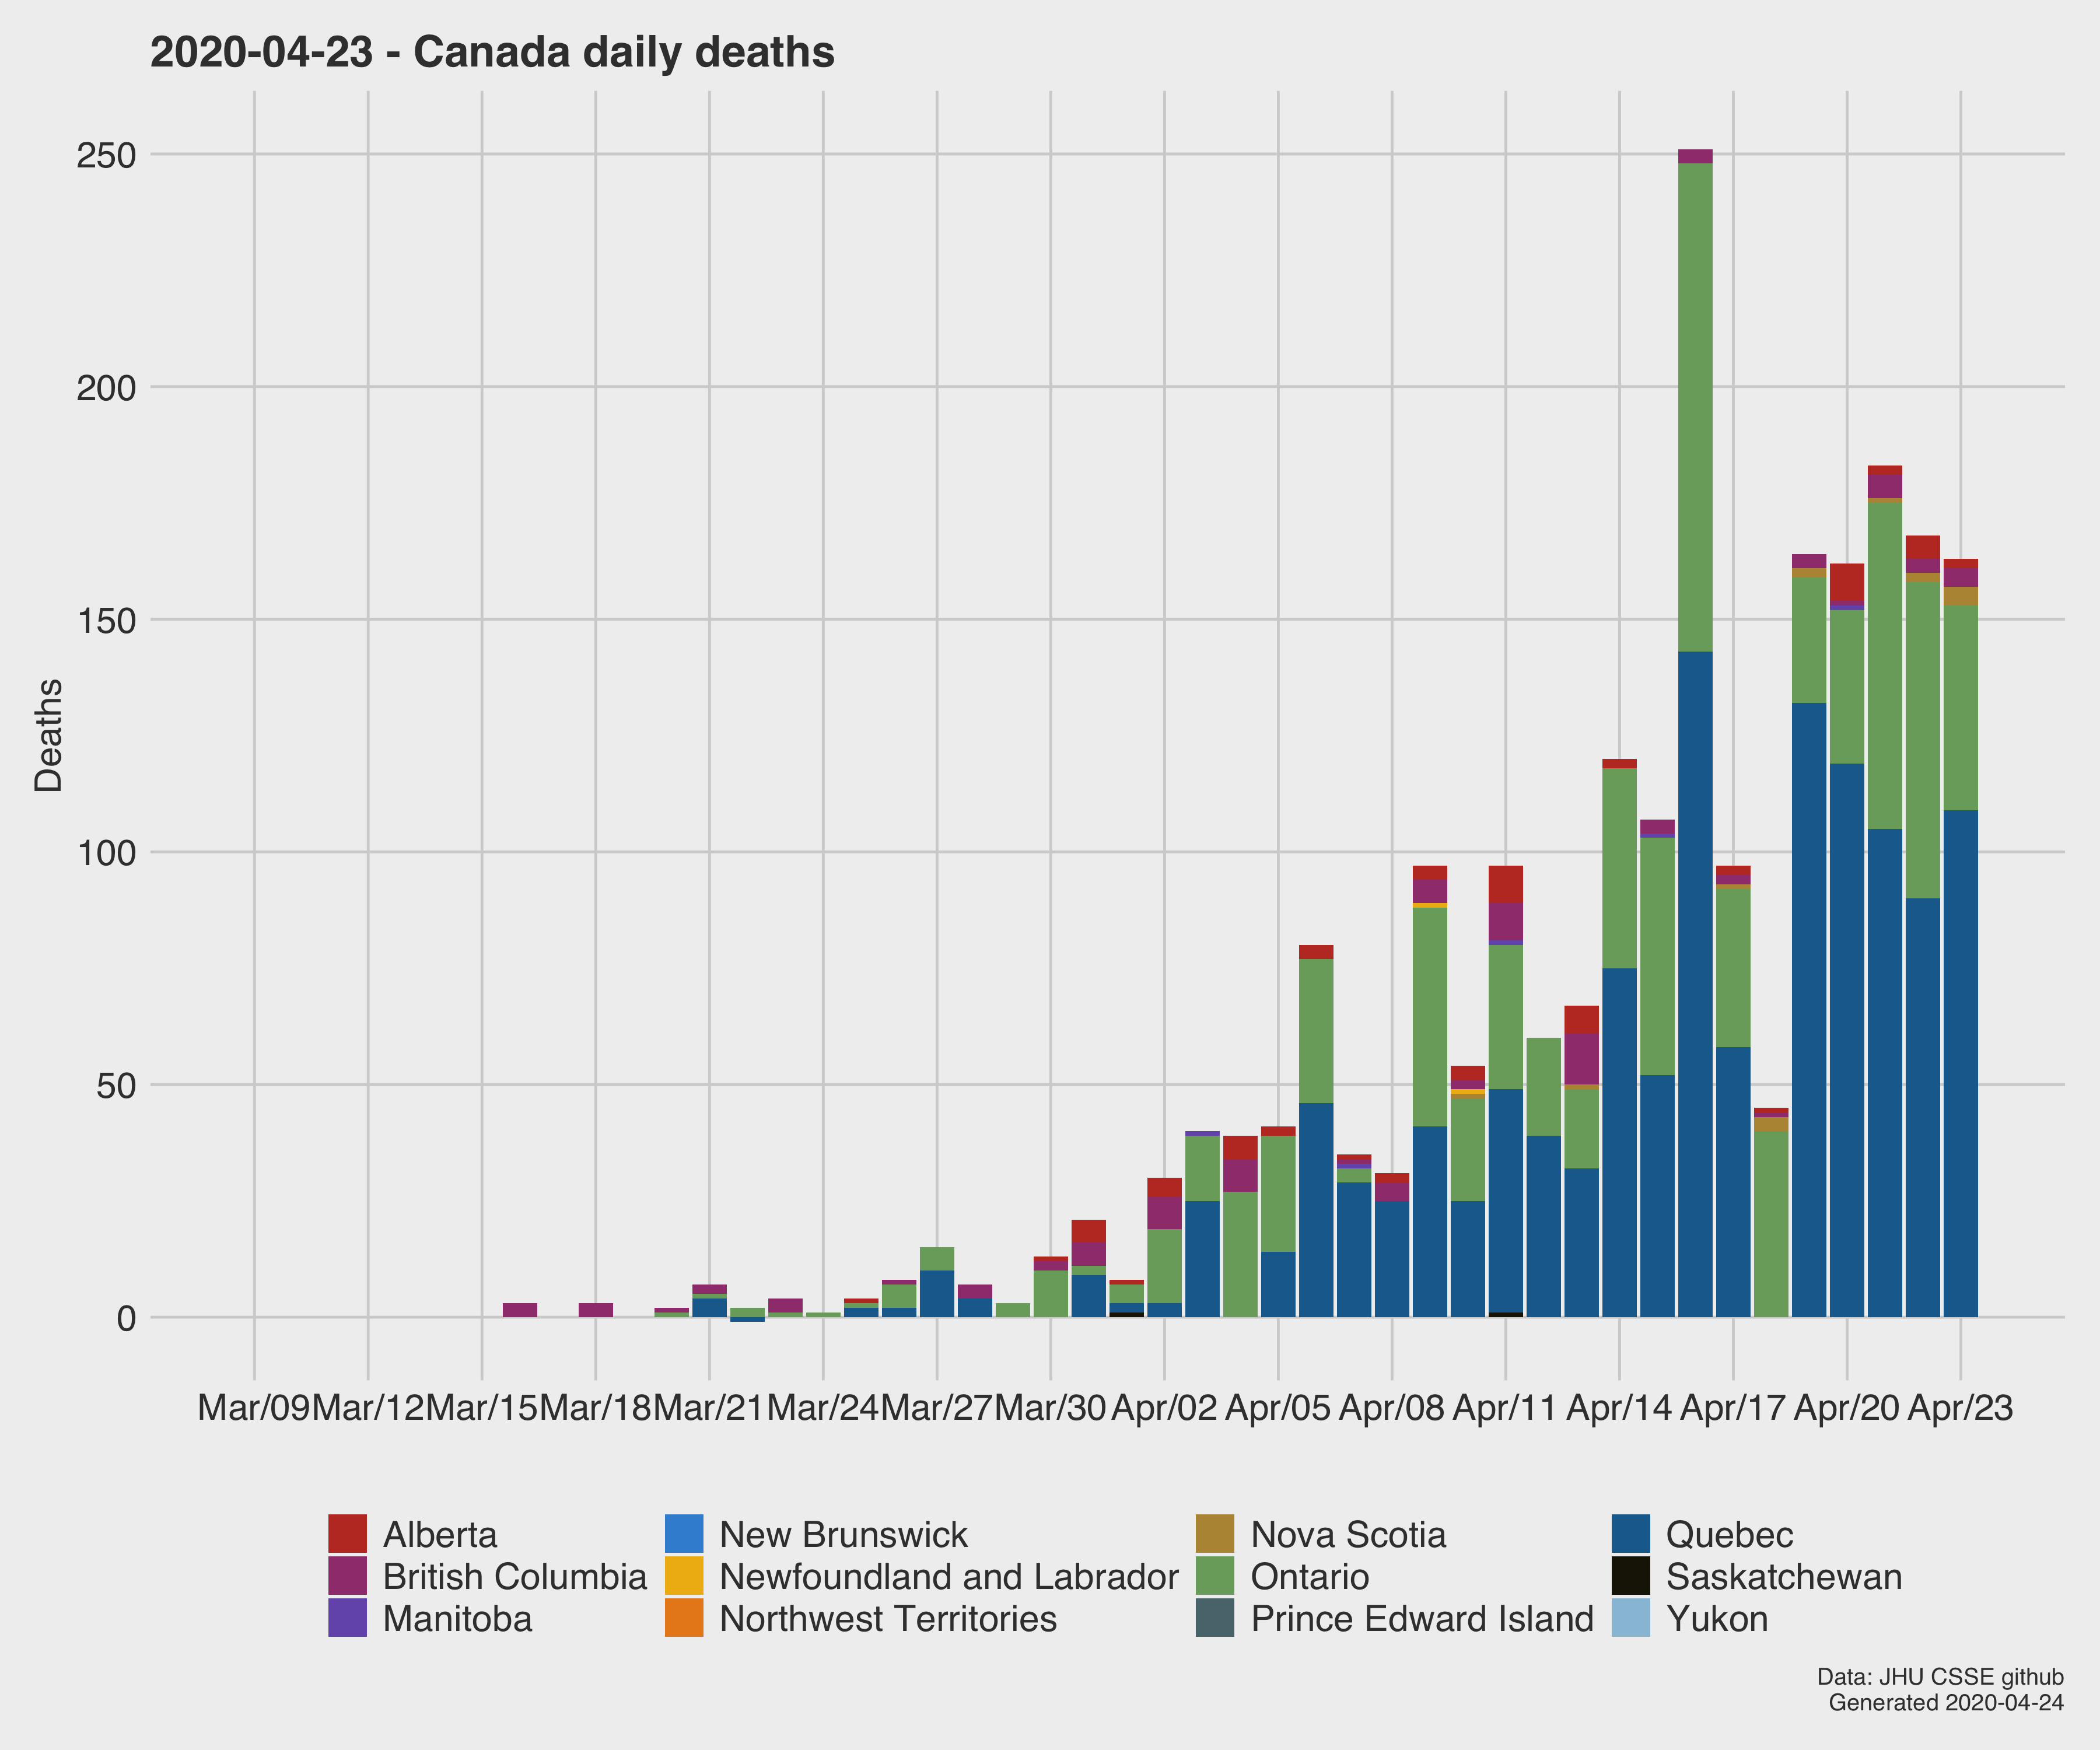 2020-04-23 - Canada daily deaths
250
200
150
100
50
0
Deaths
Mar/09 Mar/12 Mar/15 Mar/18 Mar/21 Mar/24 Mar/27 Mar/30 Apr/02 Apr/05 Apr/08 Apr/11 Apr/14 Apr/17 Apr/20 Apr/23
Alberta New Brunswick Nova Scotia Quebec
British Columbia Newfoundland and Labrador Ontario Saskatchewan
Manitoba Northwest Territories Prince Edward Island Yukon
Data: JHU CSSE github
Generated 2020-04-24